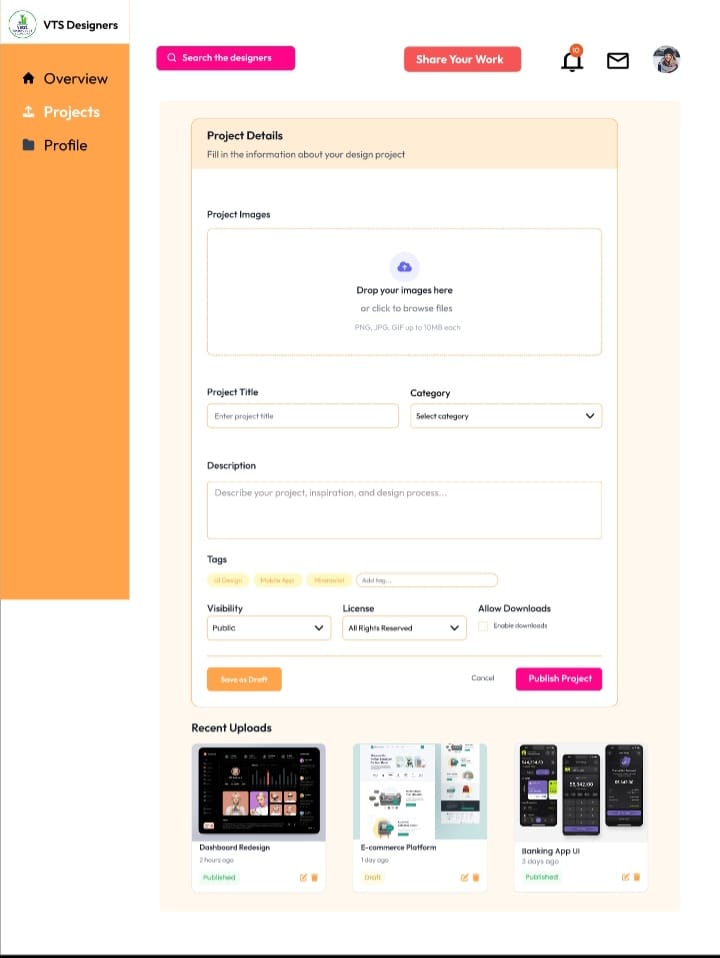 VTS Designers
Overview
Projects
Profile
Search the designers
Share Your Work
10
Project Details
Fill in the information about your design project
Project Images
Drop your images here
or click to browse files
PNG, JPG, GIF up to 10MB each
Project Title
Category
Enter project title
Select category
Description
Describe your project, inspiration, and design process...
Tags
UI Design
Mobile App
Minimalist
Add tag...
Visibility
License
Allow Downloads
Public
All Rights Reserved
Enable downloads
Save as Draft
Cancel
Publish Project
Recent Uploads
Dashboard Redesign
2 hours ago
Published
E-commerce Platform
1 day ago
Draft
Banking App UI
3 days ago
Published